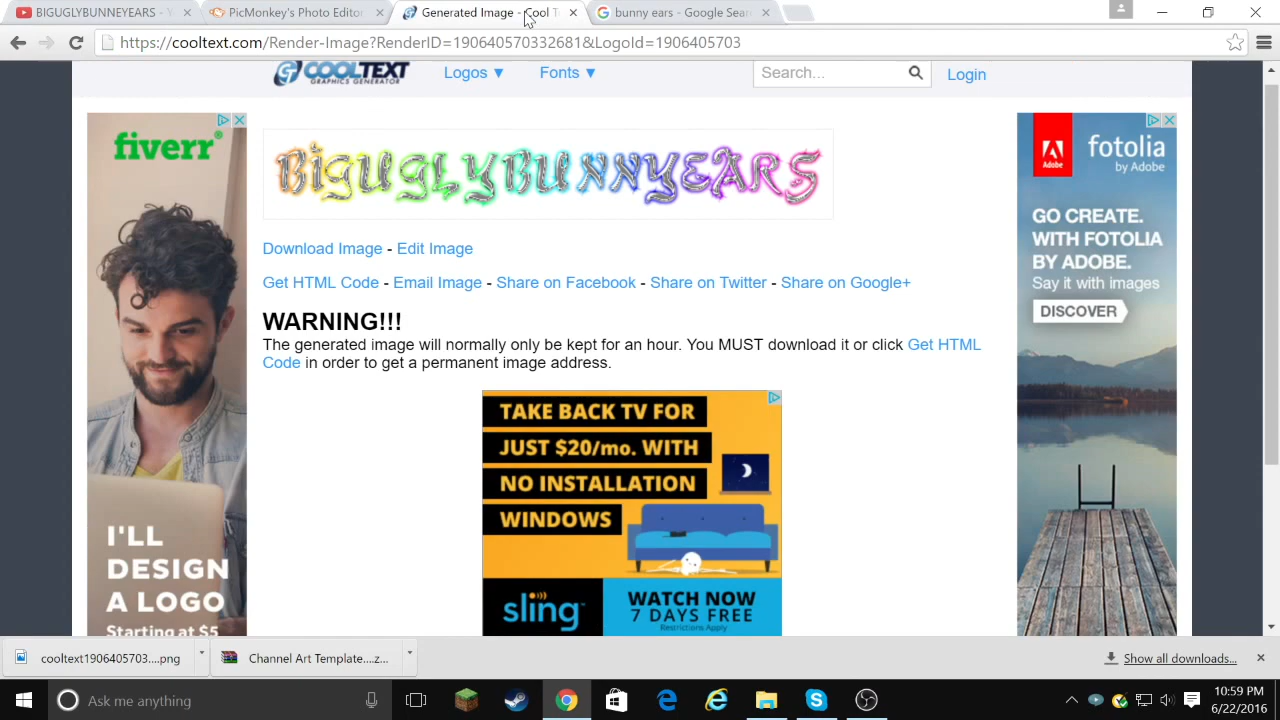 BIGUGLYBUNNYEARS - Y
PicMonkey's Photo Editor
Generated Image - Cool T
bunny ears - Google Sear
https://cooltext.com/Render-Image?RenderID=190640570332681&LogoId=1906405703
COOLTEXT
GRAPHICS GENERATOR
Logos ▼
Fonts ▼
Search...
Login
fiverr®
I'LL
DESIGN
A LOGO
Starting at $5
BIGUGLYBUNNYEARS
Download Image - Edit Image
Get HTML Code - Email Image - Share on Facebook - Share on Twitter - Share on Google+
WARNING!!!
The generated image will normally only be kept for an hour. You MUST download it or click Get HTML
Code in order to get a permanent image address.
TAKE BACK TV FOR
JUST $20/mo. WITH
NO INSTALLATION
WINDOWS
sling
WATCH NOW
7 DAYS FREE
Restrictions Apply
Adobe
fotolia
by Adobe
GO CREATE.
WITH FOTOLIA
BY ADOBE.
Say it with images
DISCOVER
cooltext1906405703....png
Channel Art Template....z...
Show all downloads...
Ask me anything
10:59 PM
6/22/2016